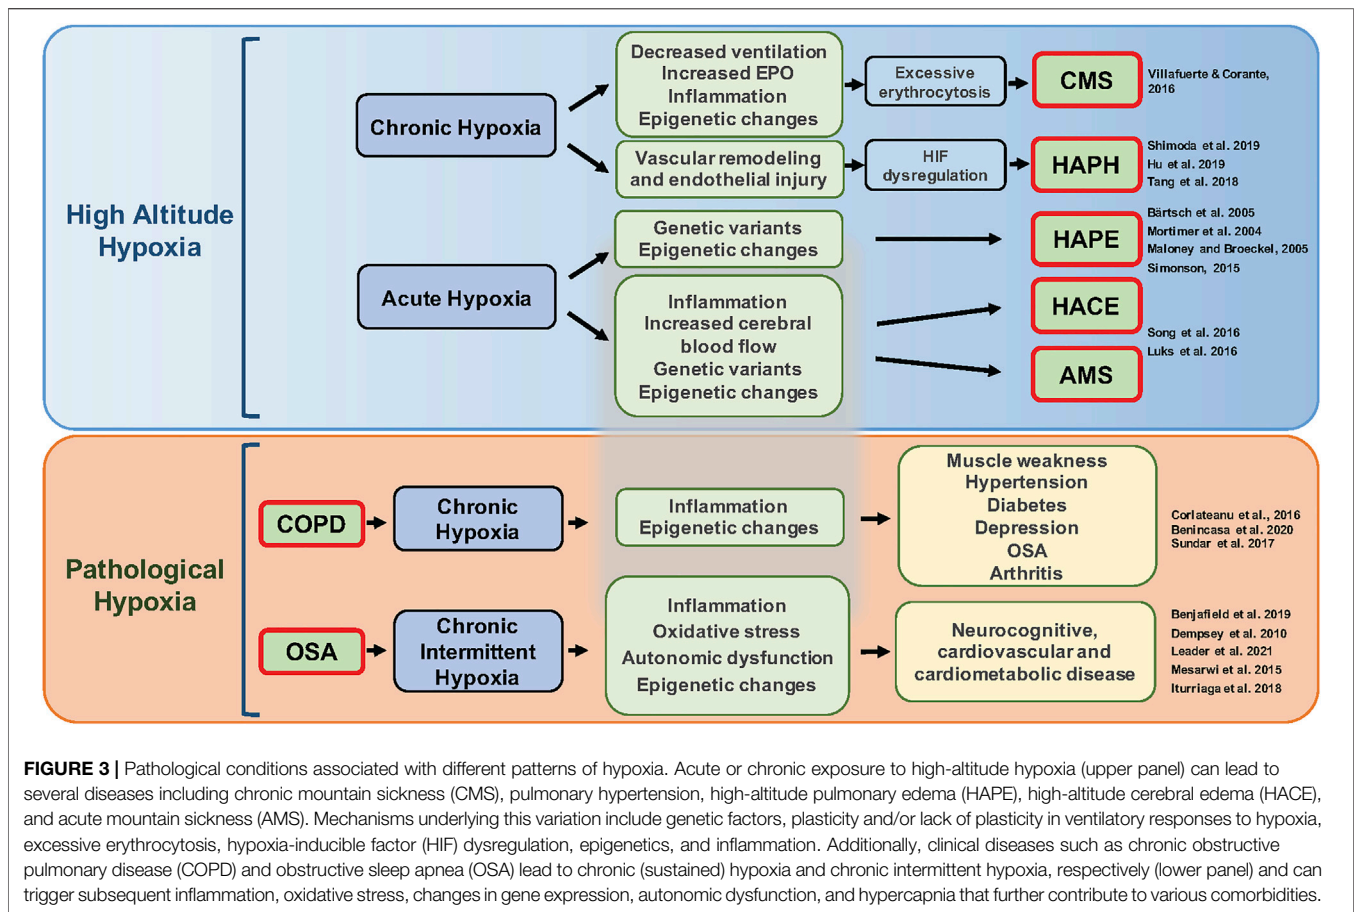 High Altitude
Hypoxia
Chronic Hypoxia
Decreased ventilation
Increased EPO
Inflammation
Epigenetic changes
Excessive
erythrocytosis
CMS
Villafuerte & Corante,
2016
Vascular remodeling
and endothelial injury
HIF
dysregulation
HAPH
Shimoda et al. 2019
Hu et al. 2019
Tang et al. 2018
Acute Hypoxia
Genetic variants
Epigenetic changes
HAPE
Bärtsch et al. 2005
Mortimer et al. 2004
Maloney and Broeckel, 2005
Simonson, 2015
Inflammation
Increased cerebral
blood flow
Genetic variants
Epigenetic changes
HACE
AMS
Song et al. 2016
Luks et al. 2016
Pathological
Hypoxia
COPD
Chronic
Hypoxia
Inflammation
Epigenetic changes
Muscle weakness
Hypertension
Diabetes
Depression
OSA
Arthritis
Corlateanu et al., 2016
Benincasa et al. 2020
Sundar et al. 2017
OSA
Chronic
Intermittent
Hypoxia
Inflammation
Oxidative stress
Autonomic dysfunction
Epigenetic changes
Neurocognitive,
cardiovascular and
cardiometabolic disease
Benjafield et al. 2019
Dempsey et al. 2010
Leader et al. 2021
Mesarwi et al. 2015
Iturriaga et al. 2018
FIGURE 3 | Pathological conditions associated with different patterns of hypoxia. Acute or chronic exposure to high-altitude hypoxia (upper panel) can lead to
several diseases including chronic mountain sickness (CMS), pulmonary hypertension, high-altitude pulmonary edema (HAPE), high-altitude cerebral edema (HACE),
and acute mountain sickness (AMS). Mechanisms underlying this variation include genetic factors, plasticity and/or lack of plasticity in ventilatory responses to hypoxia,
excessive erythrocytosis, hypoxia-inducible factor (HIF) dysregulation, epigenetics, and inflammation. Additionally, clinical diseases such as chronic obstructive
pulmonary disease (COPD) and obstructive sleep apnea (OSA) lead to chronic (sustained) hypoxia and chronic intermittent hypoxia, respectively (lower panel) and can
trigger subsequent inflammation, oxidative stress, changes in gene expression, autonomic dysfunction, and hypercapnia that further contribute to various comorbidities.